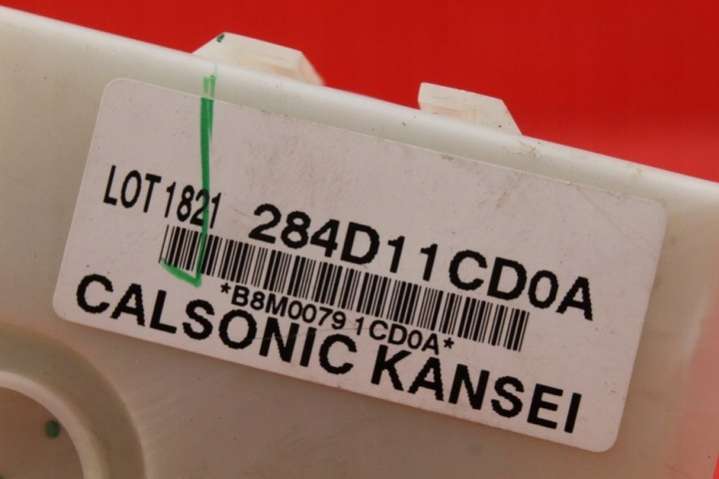 LOT 1821 284D11CD0A
*B8M0079 1CD0A*
CALSONIC KANSEI